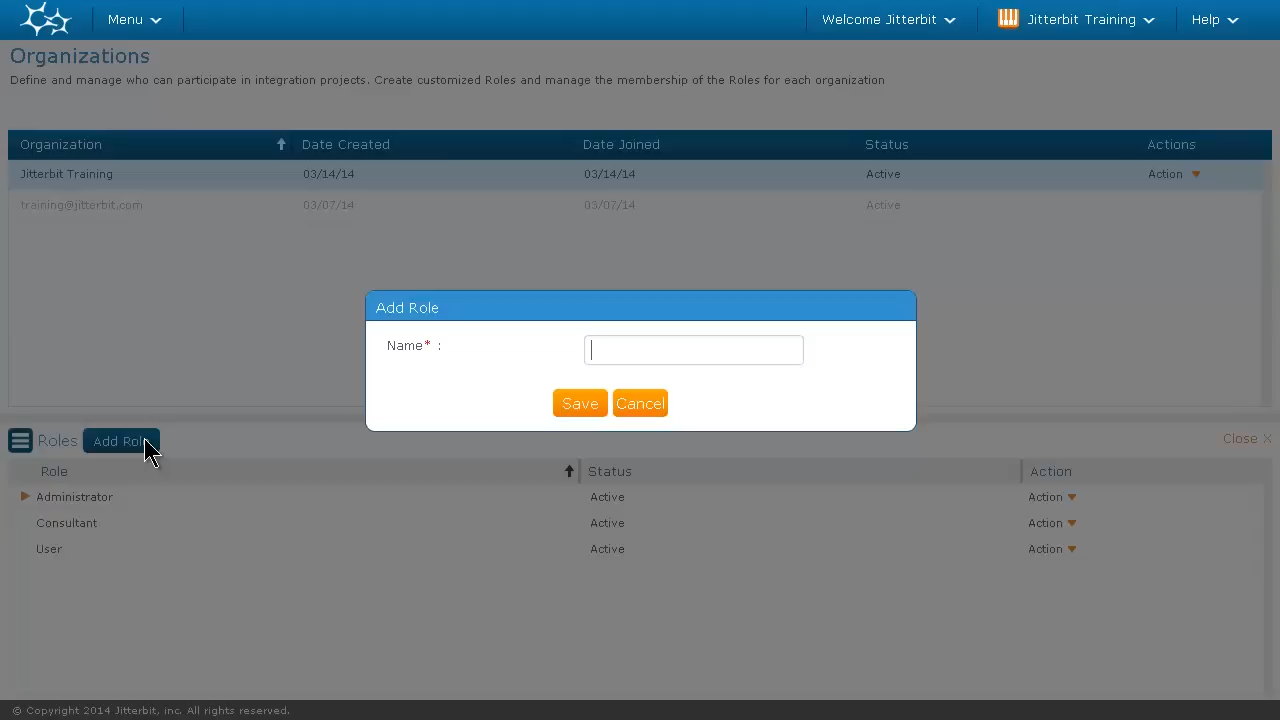 Menu
Welcome Jitterbit
Jitterbit Training
Help
Organizations
Define and manage who can participate in integration projects. Create customized Roles and manage the membership of the Roles for each organization
Organization Date Created Date Joined Status Actions
Jitterbit Training 03/14/14 03/14/14 Active Action
training@jitterbit.com 03/07/14 03/07/14 Active
Add Role
Name* :
Save Cancel
Roles Add Role Close X
Role Status Action
Administrator Active Action
Consultant Active Action
User Active Action
© Copyright 2014 Jitterbit, inc. All rights reserved.